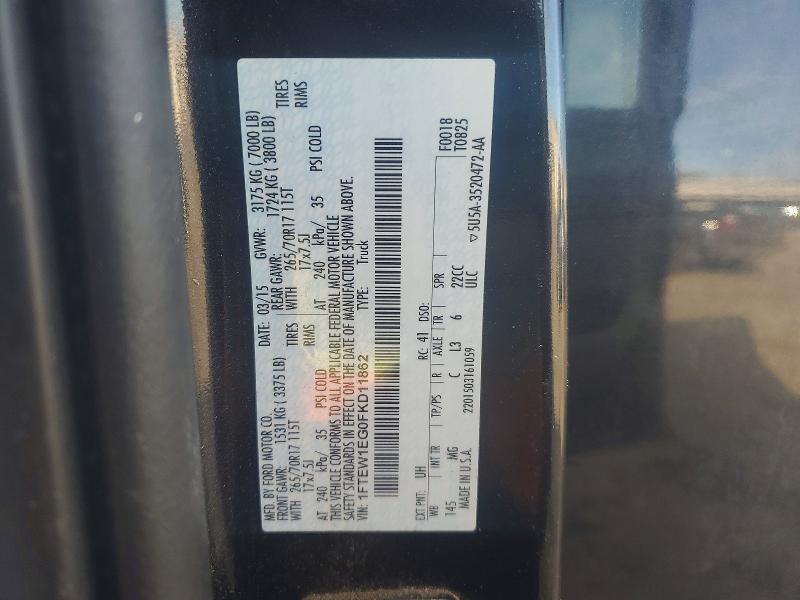 MFD. BY FORD MOTOR CO.
DATE: 03/15 GVWR: 3175 KG ( 7000 LB)
FRONT GAWR: 1531 KG ( 3375 LB) REAR GAWR: 1724 KG ( 3800 LB)
WITH 265/70R17 115T TIRES WITH 265/70R17 115T TIRES
17x7.5J RIMS 17x7.5J RIMS
AT 240 kPa/ 35 PSI COLD AT 240 kPa/ 35 PSI COLD
THIS VEHICLE CONFORMS TO ALL APPLICABLE FEDERAL MOTOR VEHICLE
SAFETY STANDARDS IN EFFECT ON THE DATE OF MANUFACTURE SHOWN ABOVE.
VIN: 1FTEW1EG0FKD11862 TYPE: Truck
F0018
T0825
EXT PNT: UH RC: 41 DSO:
WB INT TR TP/PS R AXLE TR SPR
145 MG C L3 6 22CC
ULC
MADE IN U.S.A. 2201503161059 ▽5U5A-3520472-AA